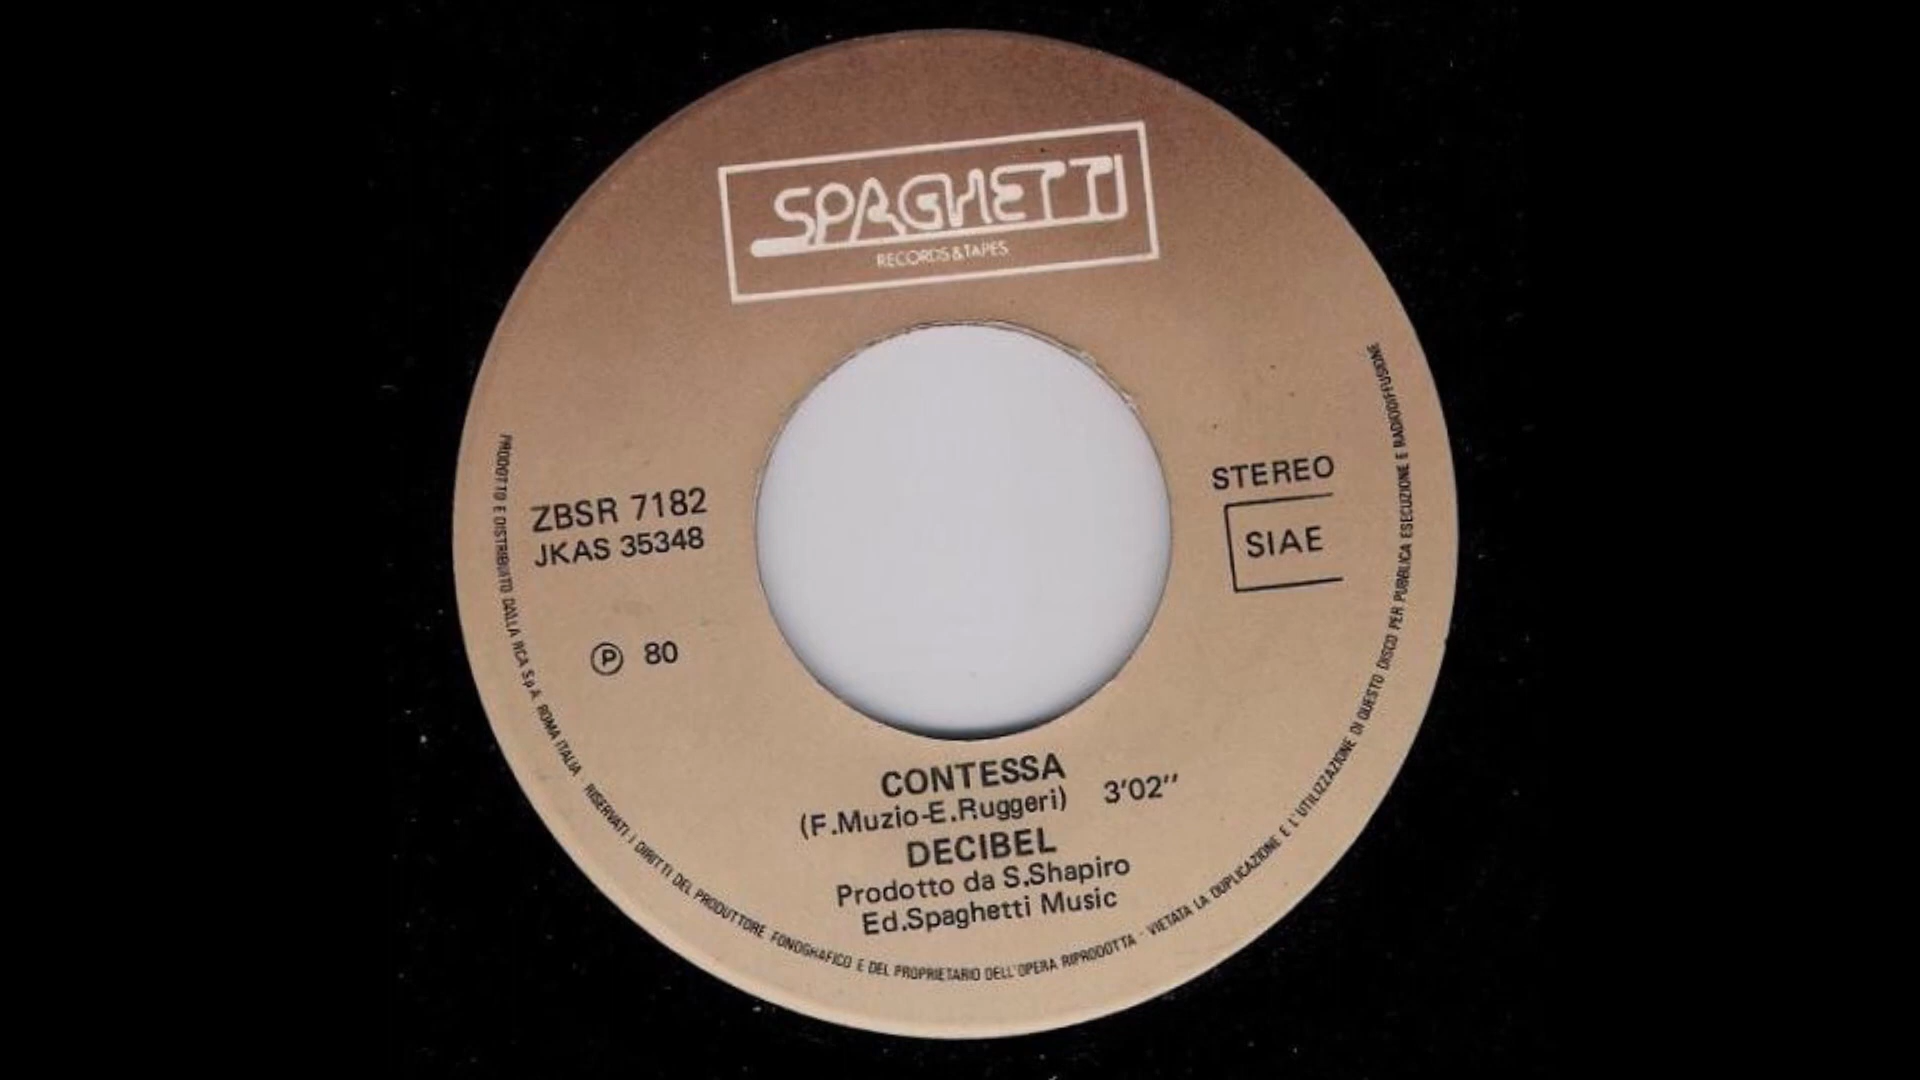 SPAGHETTI
RECORDS & TAPES
ZBSR 7182
JKAS 35348
STEREO
SIAE
Ⓟ 80
CONTESSA
(F.Muzio-E.Ruggeri) 3'02''
DECIBEL
Prodotto da S.Shapiro
Ed.Spaghetti Music
PRODOTTO E DISTRIBUITO DALLA RCA S.p.A. ROMA ITALIA - RISERVATI I DIRITTI DEL PRODUTTORE FONOGRAFICO E DEL PROPRIETARIO DELL'OPERA RIPRODOTTA - VIETATA LA DUPLICAZIONE E L'UTILIZZAZIONE DI QUESTO DISCO PER PUBBLICA ESECUZIONE E RADIODIFFUSIONE